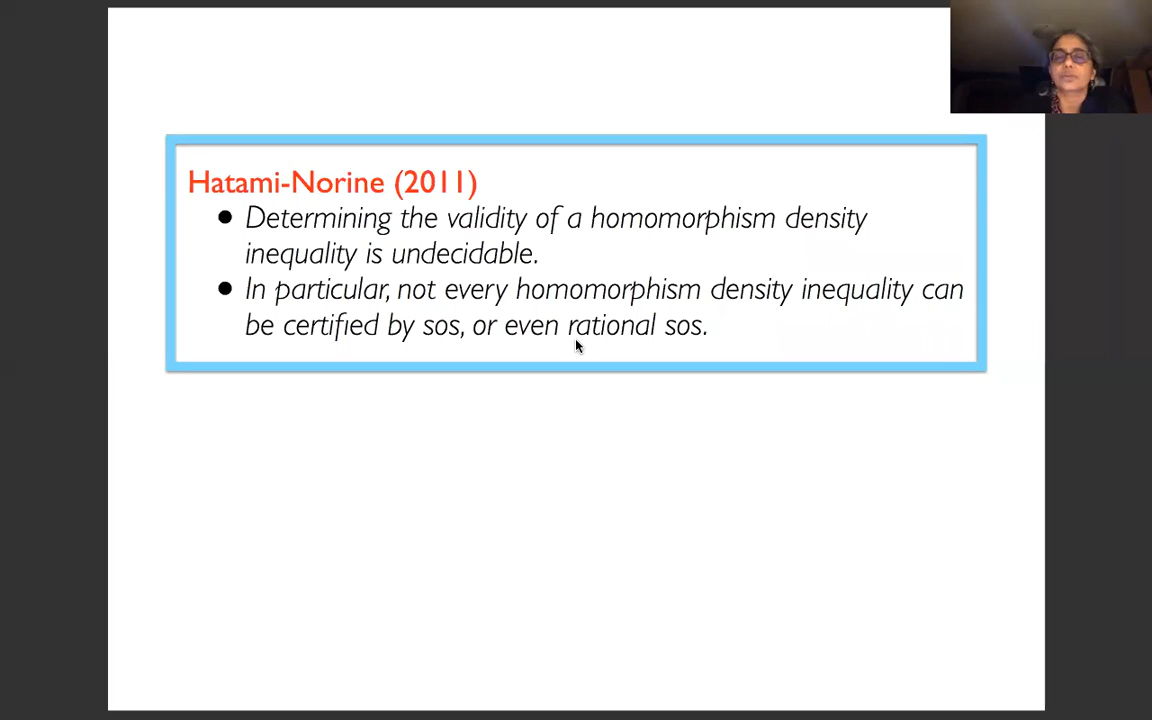 Hatami-Norine (2011)
● Determining the validity of a homomorphism density
inequality is undecidable.
● In particular, not every homomorphism density inequality can
be certified by sos, or even rational sos.